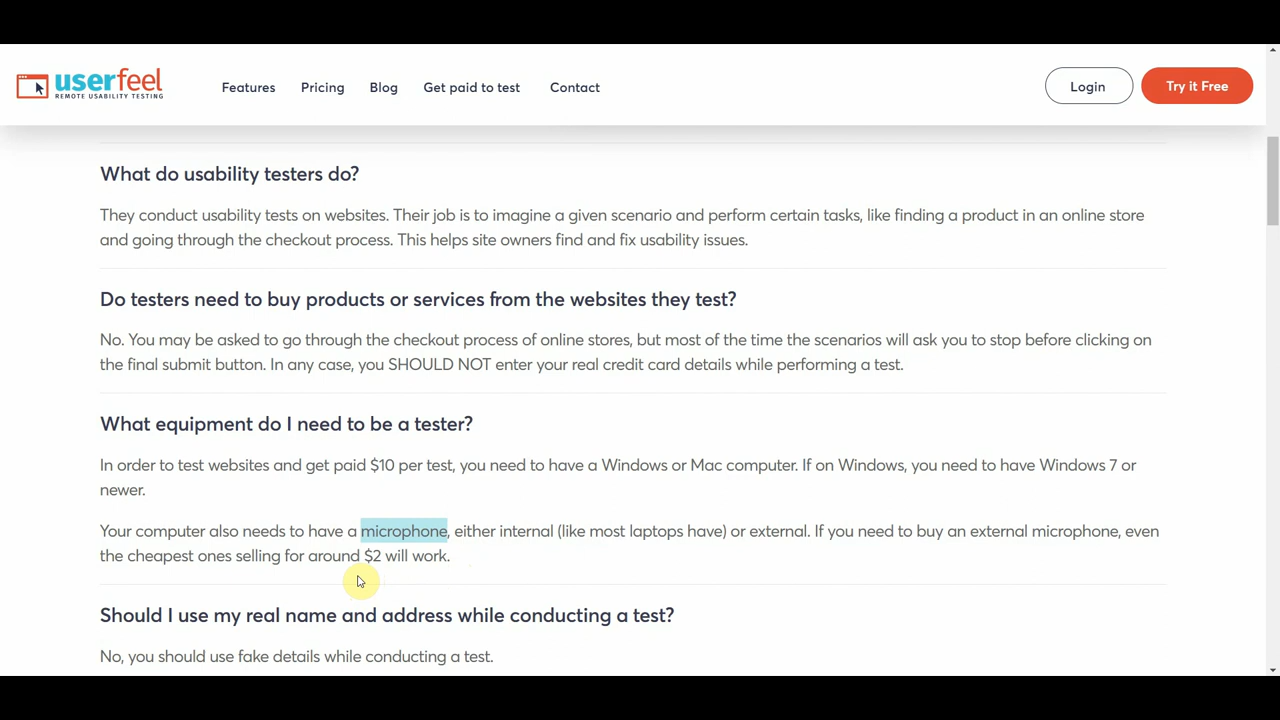 userfeel
REMOTE USABILITY TESTING
Features
Pricing
Blog
Get paid to test
Contact
Login
Try it Free
What do usability testers do?
They conduct usability tests on websites. Their job is to imagine a given scenario and perform certain tasks, like finding a product in an online store
and going through the checkout process. This helps site owners find and fix usability issues.
Do testers need to buy products or services from the websites they test?
No. You may be asked to go through the checkout process of online stores, but most of the time the scenarios will ask you to stop before clicking on
the final submit button. In any case, you SHOULD NOT enter your real credit card details while performing a test.
What equipment do I need to be a tester?
In order to test websites and get paid $10 per test, you need to have a Windows or Mac computer. If on Windows, you need to have Windows 7 or
newer.
Your computer also needs to have a microphone, either internal (like most laptops have) or external. If you need to buy an external microphone, even
the cheapest ones selling for around $2 will work.
Should I use my real name and address while conducting a test?
No, you should use fake details while conducting a test.